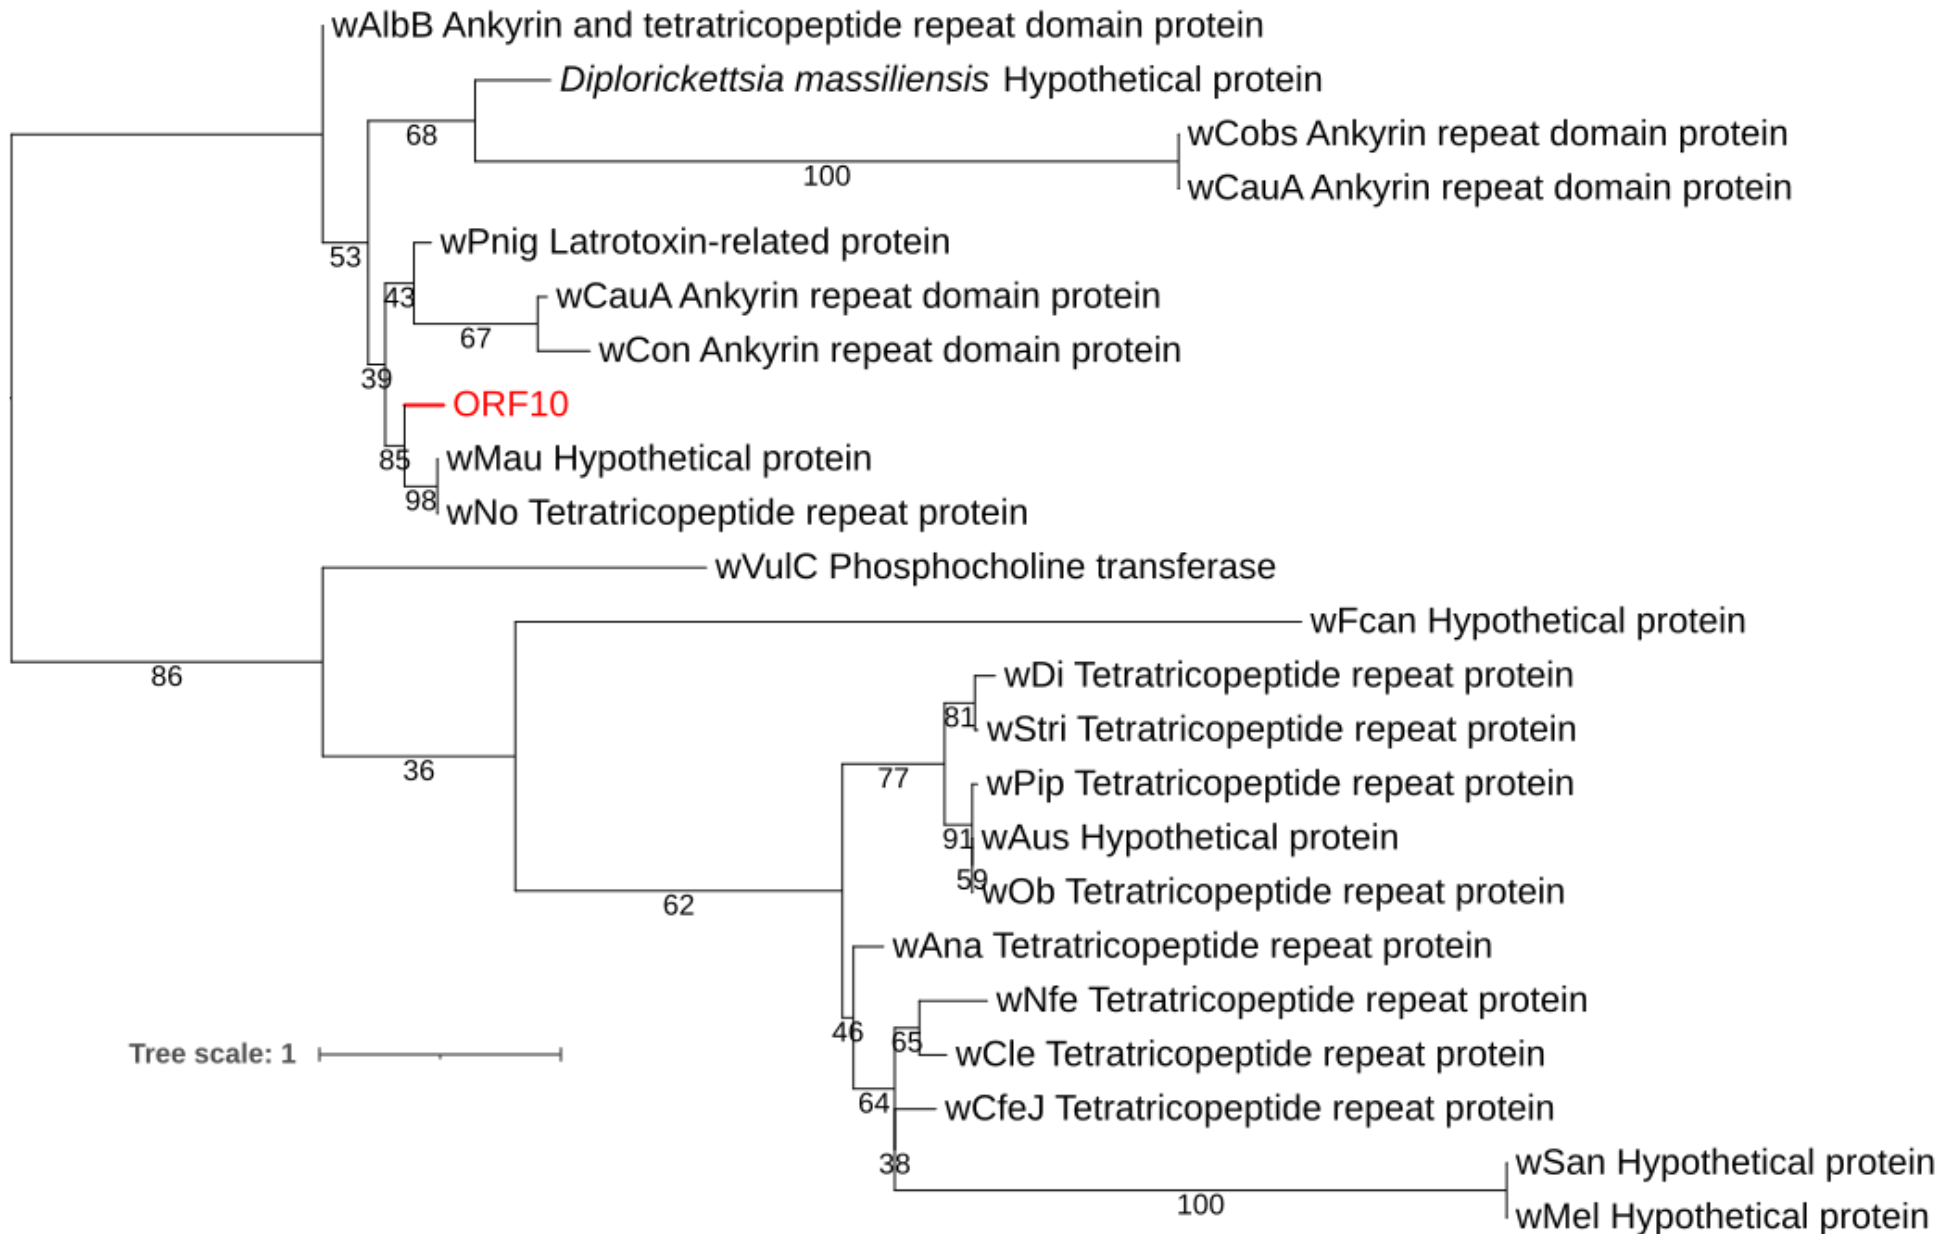 wAlbB Ankyrin and tetratricopeptide repeat domain protein
Diplorickettsia massiliensis Hypothetical protein
68
wCobs Ankyrin repeat domain protein
100
wCauA Ankyrin repeat domain protein
53
wPnig Latrotoxin-related protein
43
wCauA Ankyrin repeat domain protein
67
wCon Ankyrin repeat domain protein
39
ORF10
85
wMau Hypothetical protein
98
wNo Tetratricopeptide repeat protein
wVulC Phosphocholine transferase
86
wFcan Hypothetical protein
wDi Tetratricopeptide repeat protein
81
wStri Tetratricopeptide repeat protein
36
77
wPip Tetratricopeptide repeat protein
91
wAus Hypothetical protein
59
wOb Tetratricopeptide repeat protein
62
wAna Tetratricopeptide repeat protein
46
wNfe Tetratricopeptide repeat protein
65
Tree scale: 1
wCle Tetratricopeptide repeat protein
64
wCfeJ Tetratricopeptide repeat protein
38
wSan Hypothetical protein
100
wMel Hypothetical protein